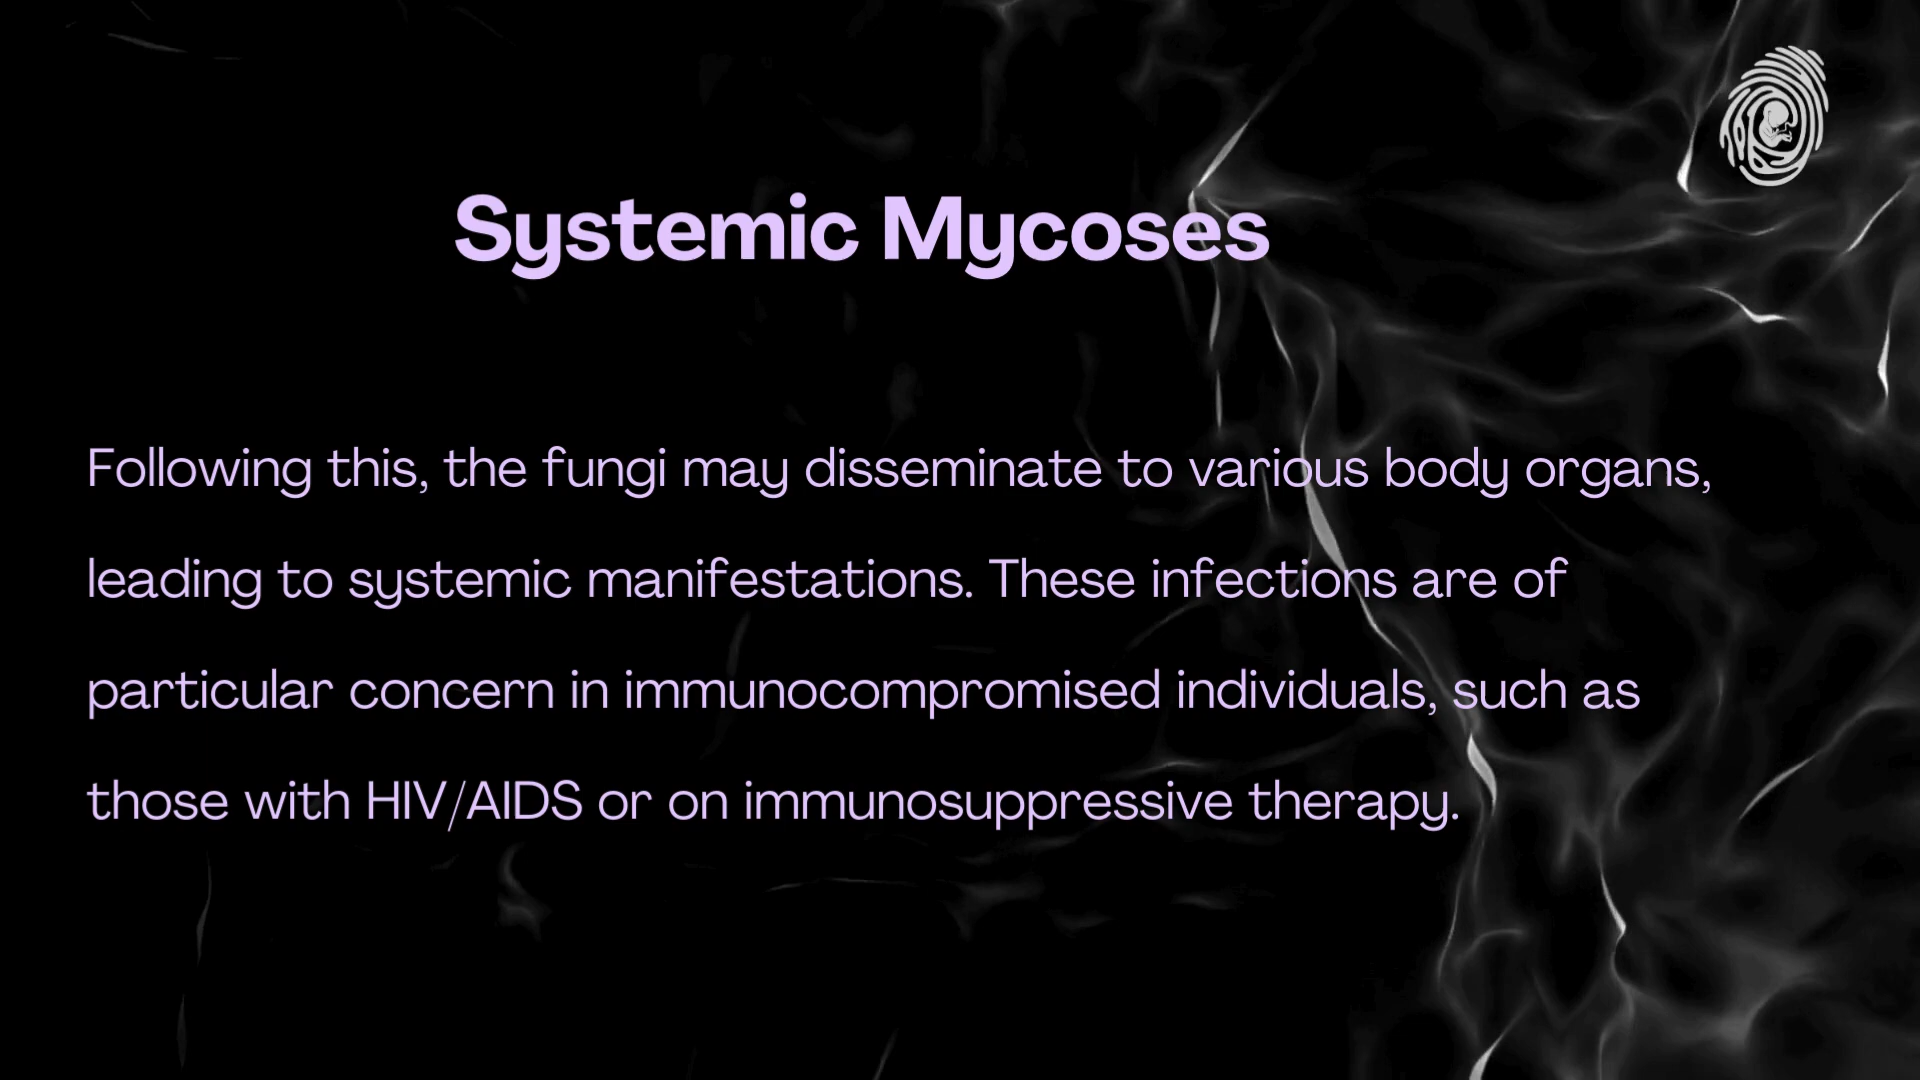 Systemic Mycoses
Following this, the fungi may disseminate to various body organs,
leading to systemic manifestations. These infections are of
particular concern in immunocompromised individuals, such as
those with HIV/AIDS or on immunosuppressive therapy.